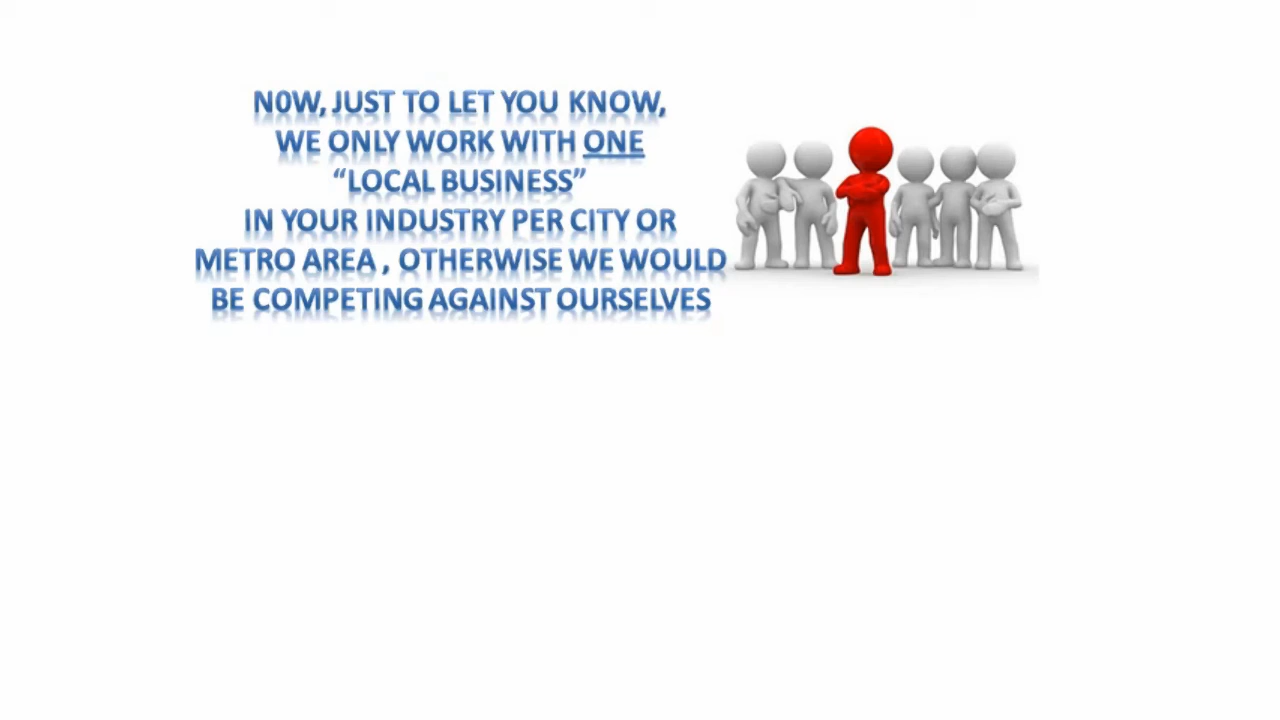 N0W, JUST TO LET YOU KNOW,
WE ONLY WORK WITH ONE
“LOCAL BUSINESS”
IN YOUR INDUSTRY PER CITY OR
METRO AREA , OTHERWISE WE WOULD
BE COMPETING AGAINST OURSELVES